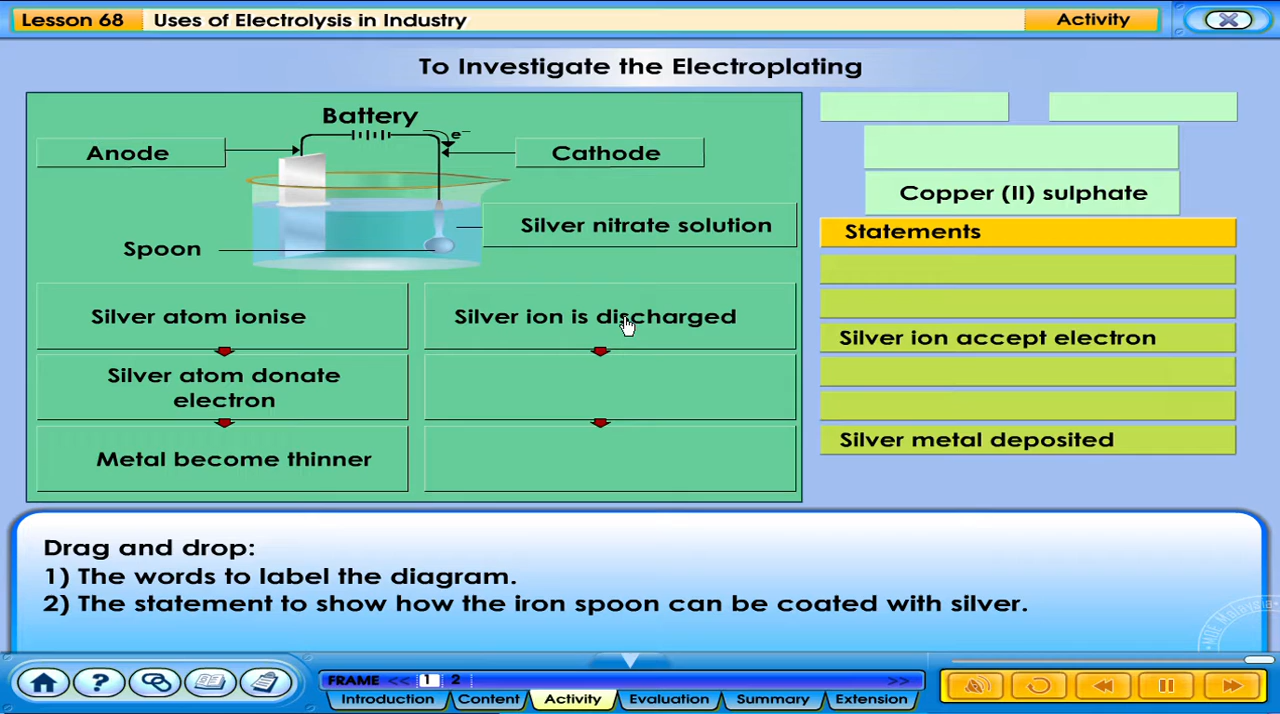 Lesson 68
Uses of Electrolysis in Industry
Activity
To Investigate the Electroplating
Battery
e⁻
Anode
Cathode
Silver nitrate solution
Spoon
Silver atom ionise
Silver ion is discharged
Silver atom donate
electron
Metal become thinner
Copper (II) sulphate
Statements
Silver ion accept electron
Silver metal deposited
Drag and drop:
1) The words to label the diagram.
2) The statement to show how the iron spoon can be coated with silver.
FRAME << 1 2 >>
Introduction
Content
Activity
Evaluation
Summary
Extension